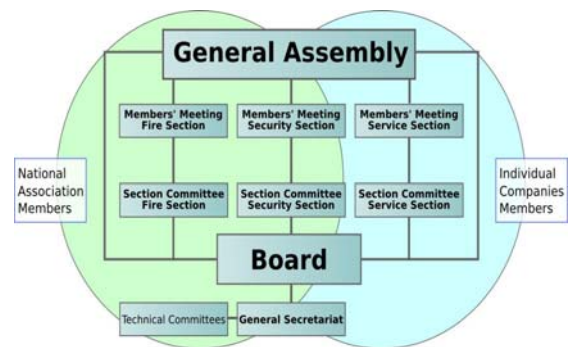 General Assembly
Members' Meeting
Fire Section
Members' Meeting
Security Section
Members' Meeting
Service Section
National
Association
Members
Individual
Companies
Members
Section Committee
Fire Section
Section Committee
Security Section
Section Committee
Service Section
Board
Technical Committees
General Secretariat